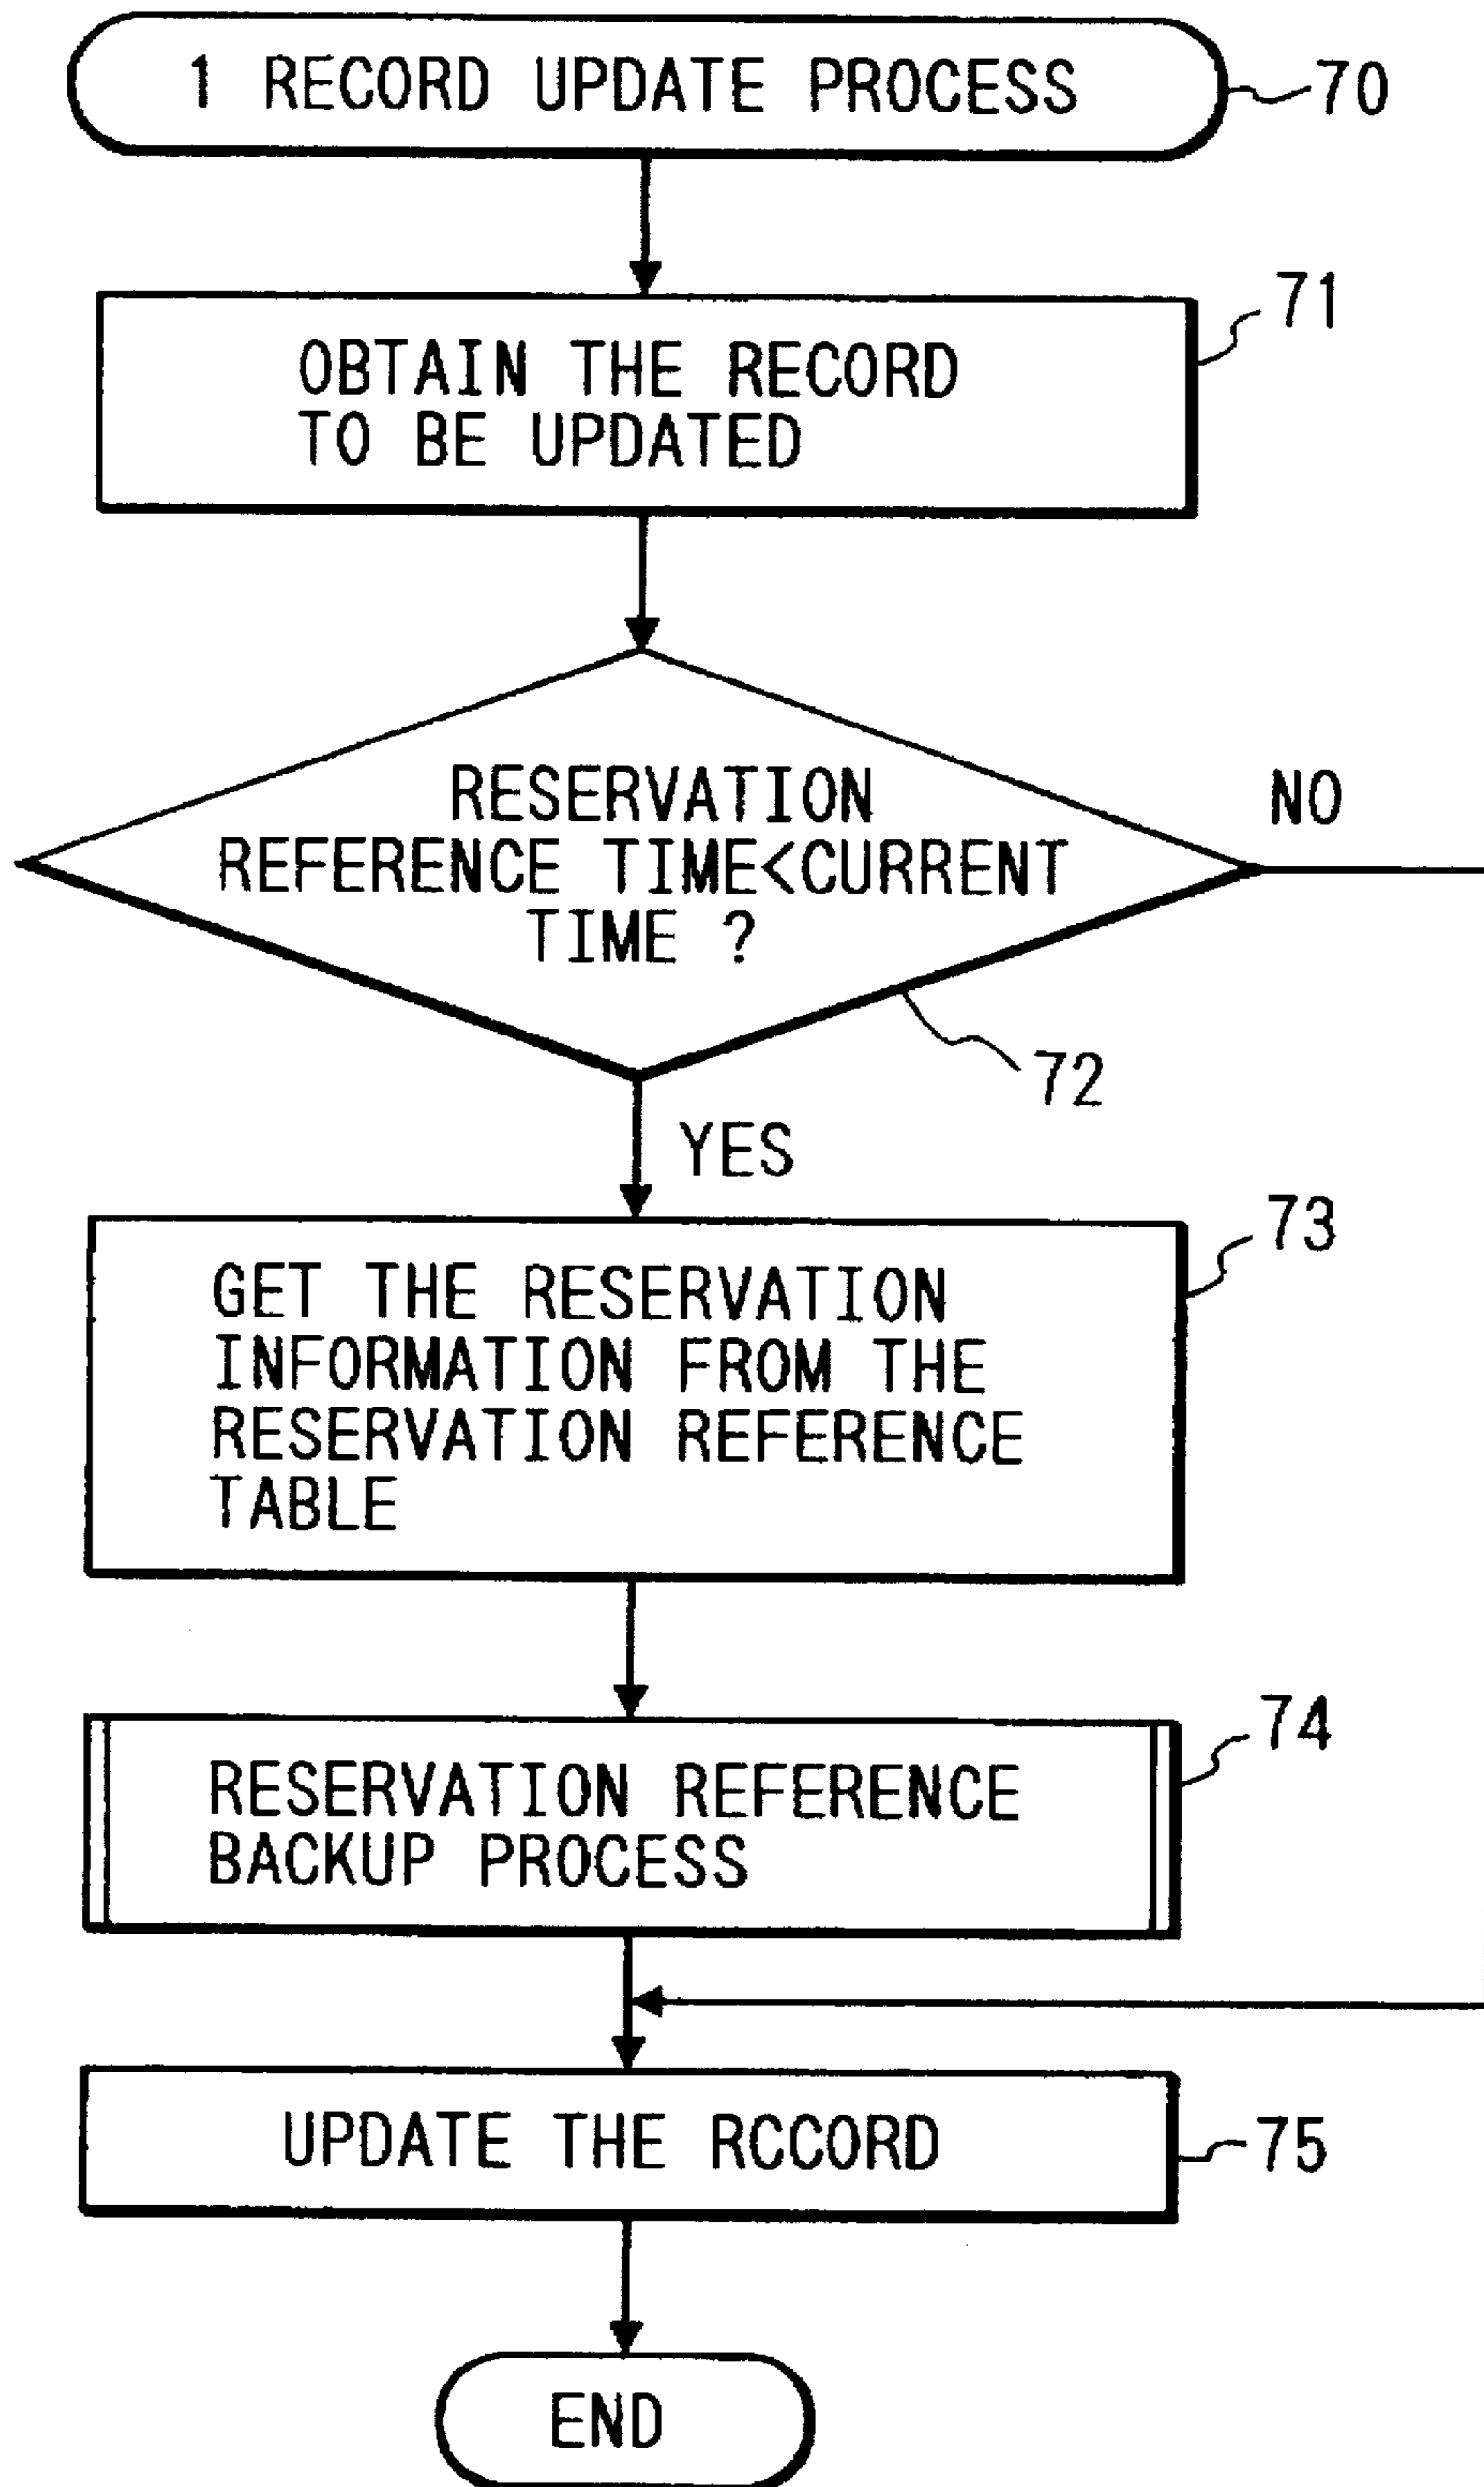 1 RECORD UPDATE PROCESS
70
71
OBTAIN THE RECORD
TO BE UPDATED
RESERVATION
REFERENCE TIME<CURRENT
TIME ?
NO
72
YES
73
GET THE RESERVATION
INFORMATION FROM THE
RESERVATION REFERENCE
TABLE
74
RESERVATION REFERENCE
BACKUP PROCESS
UPDATE THE RCCORD
75
END